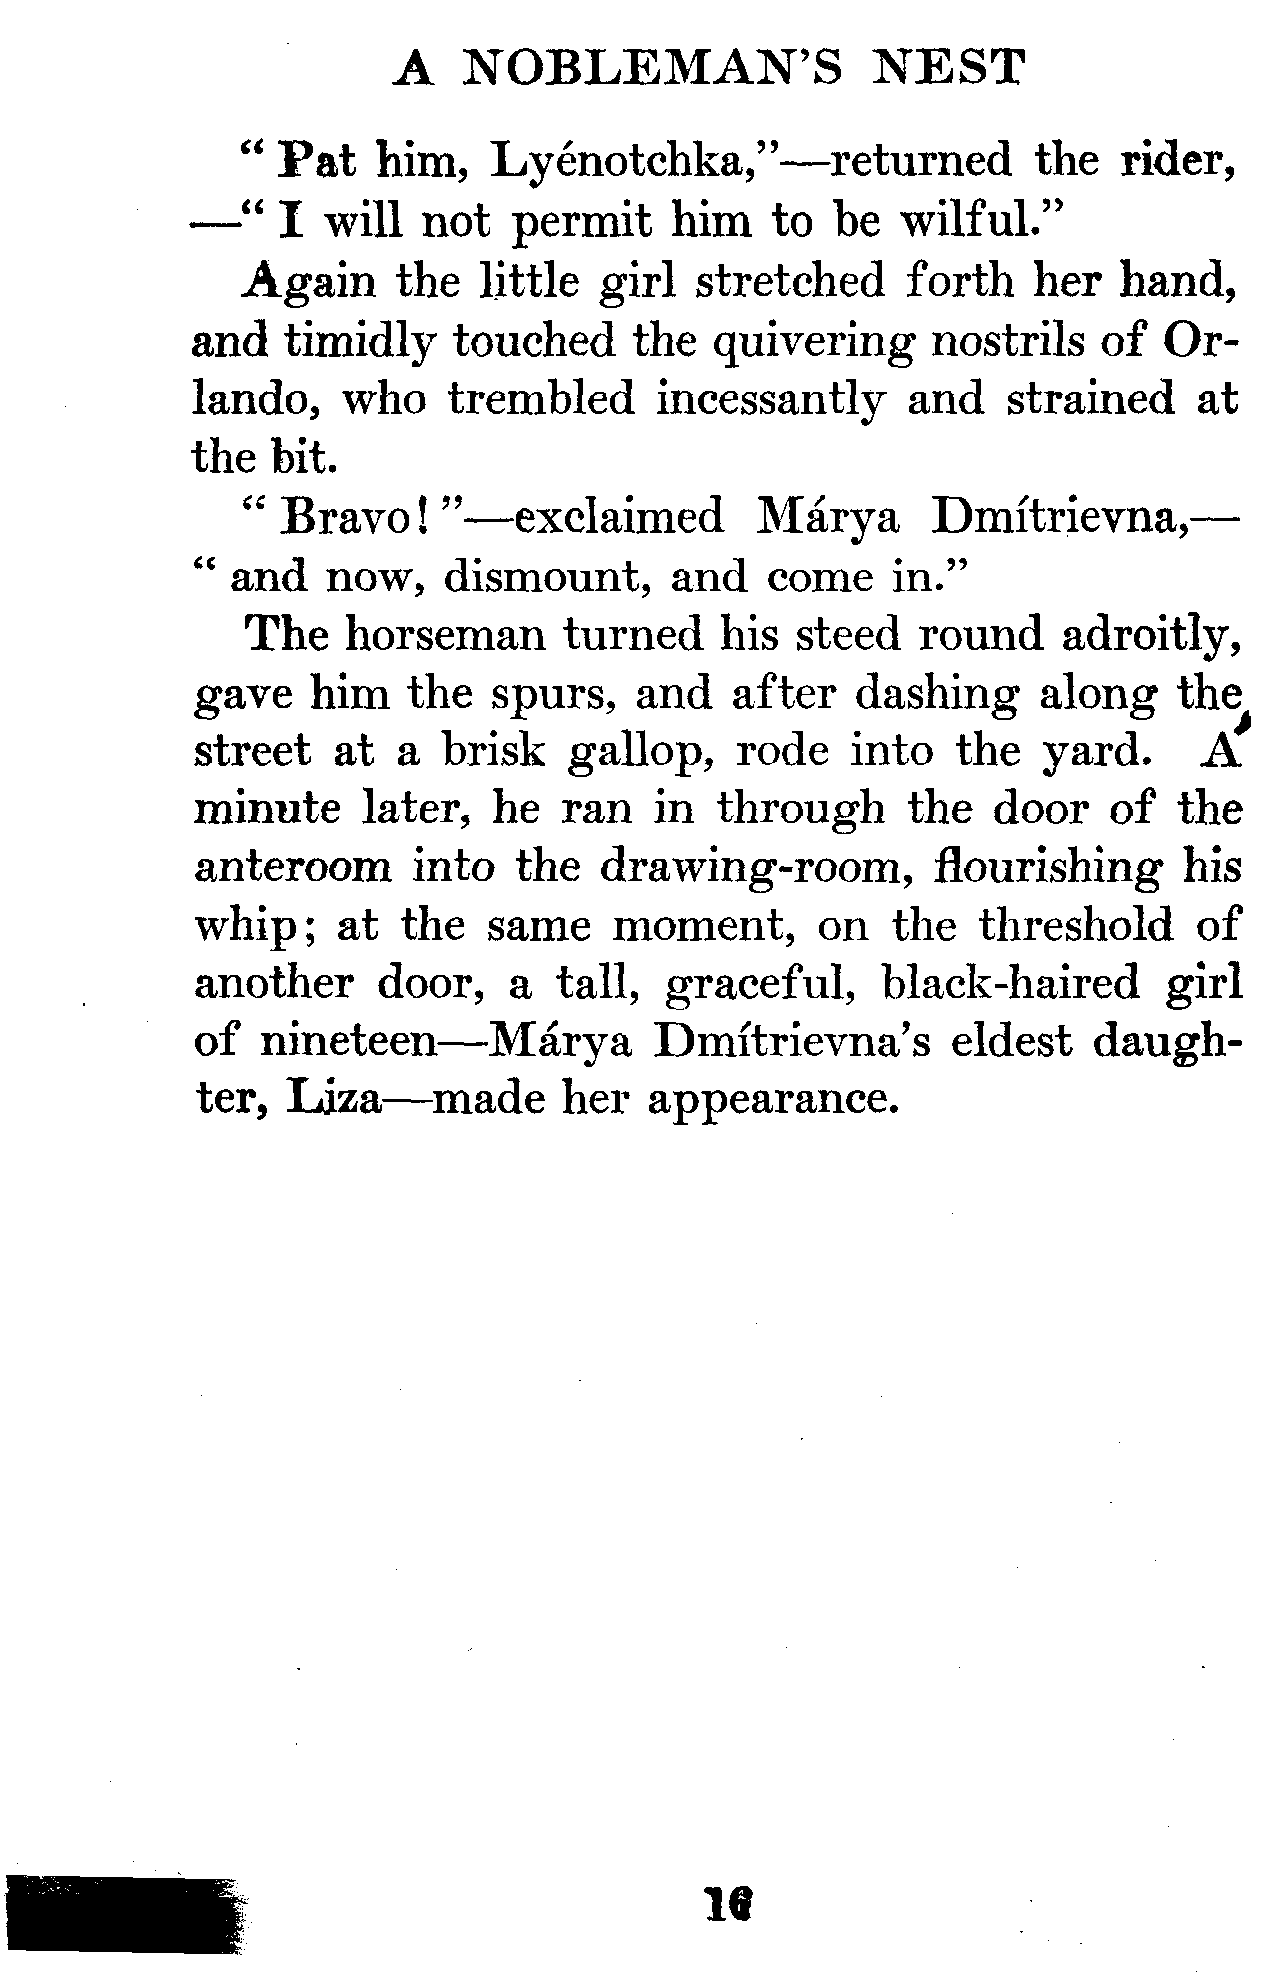 A NOBLEMAN'S NEST
“ Pat him, Lyénotchka,”—returned the rider,
—“ I will not permit him to be wilful.”
Again the little girl stretched forth her hand,
and timidly touched the quivering nostrils of Or-
lando, who trembled incessantly and strained at
the bit.
“ Bravo! ”—exclaimed Márya Dmítrievna,—
“ and now, dismount, and come in.”
The horseman turned his steed round adroitly,
gave him the spurs, and after dashing along the
street at a brisk gallop, rode into the yard. A
minute later, he ran in through the door of the
anteroom into the drawing-room, flourishing his
whip; at the same moment, on the threshold of
another door, a tall, graceful, black-haired girl
of nineteen—Márya Dmítrievna's eldest daugh-
ter, Liza—made her appearance.
16